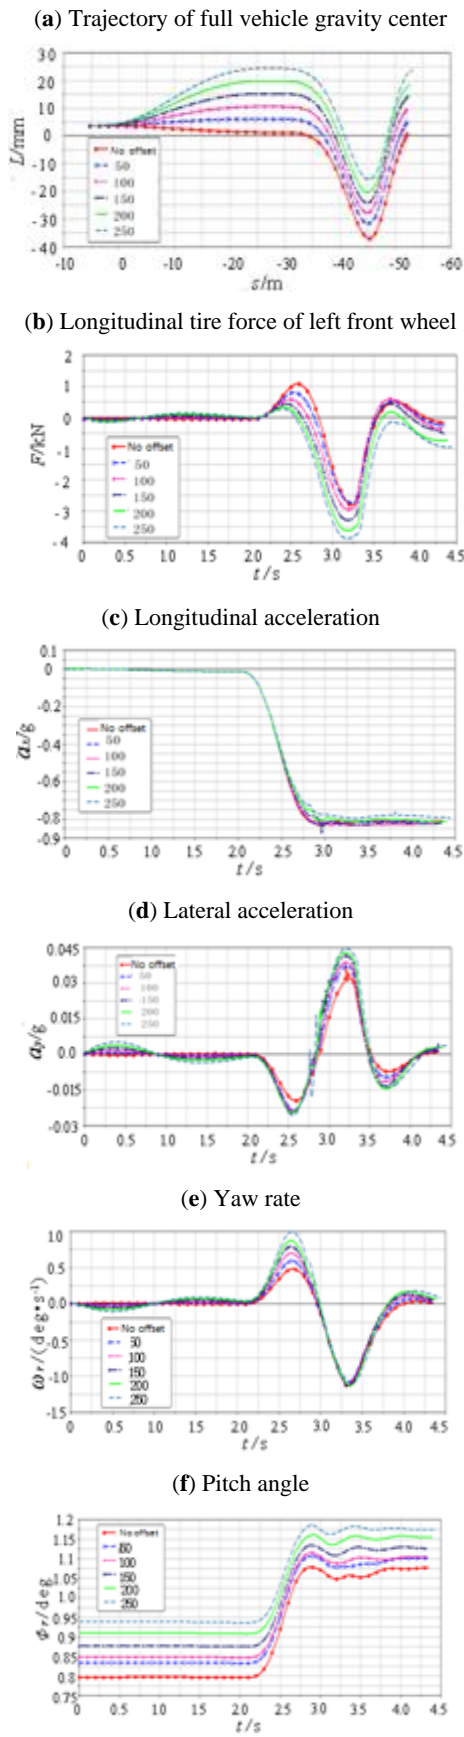 (a) Trajectory of full vehicle gravity center
30
20
10
0
-10
-20
-30
-40
L/mm
No offset
50
100
150
200
250
-10 0 -10 -20 -30 -40 -50 -60
s/m
(b) Longitudinal tire force of left front wheel
2
1
0
-1
-2
-3
-4
F/kN
No offset
50
100
150
200
250
0 0.5 1.0 1.5 2.0 2.5 3.0 3.5 4.0 4.5
t/s
(c) Longitudinal acceleration
0.1
0
-0.2
-0.4
-0.6
-0.8
-0.9
No offset
50
100
150
200
250
0 0.5 1.0 1.5 2.0 2.5 3.0 3.5 4.0 4.5
t/s
(d) Lateral acceleration
0.045
0.03
0.015
0.0
-0.015
-0.03
No offset
50
100
150
200
250
0 0.5 1.0 1.5 2.0 2.5 3.0 3.5 4.0 4.5
t/s
(e) Yaw rate
1.0
0.5
0.0
-0.5
-1.0
-1.5
ωr/(deg•s⁻¹)
No offset
50
100
150
200
250
0 0.5 1.0 1.5 2.0 2.5 3.0 3.5 4.0 4.5
t/s
(f) Pitch angle
1.2
1.15
1.1
1.05
1.0
0.95
0.9
0.85
0.8
0.75
Φr/deg
No offset
100
150
200
250
0 0.5 1.0 1.5 2.0 2.5 3.0 3.5 4.0 4.5
t/s